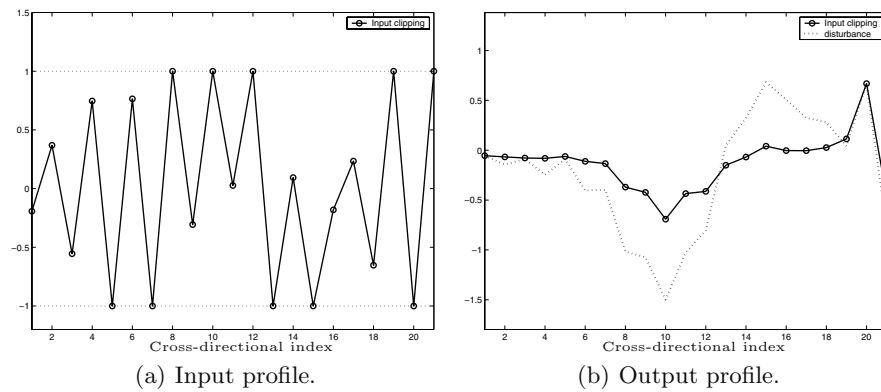 1.5
1
0.5
0
−0.5
−1
2 4 6 8 10 12 14 16 18 20
Input clipping
Cross-directional index
(a) Input profile.
1
0.5
0
−0.5
−1
−1.5
2 4 6 8 10 12 14 16 18 20
Input clipping
disturbance
Cross-directional index
(b) Output profile.